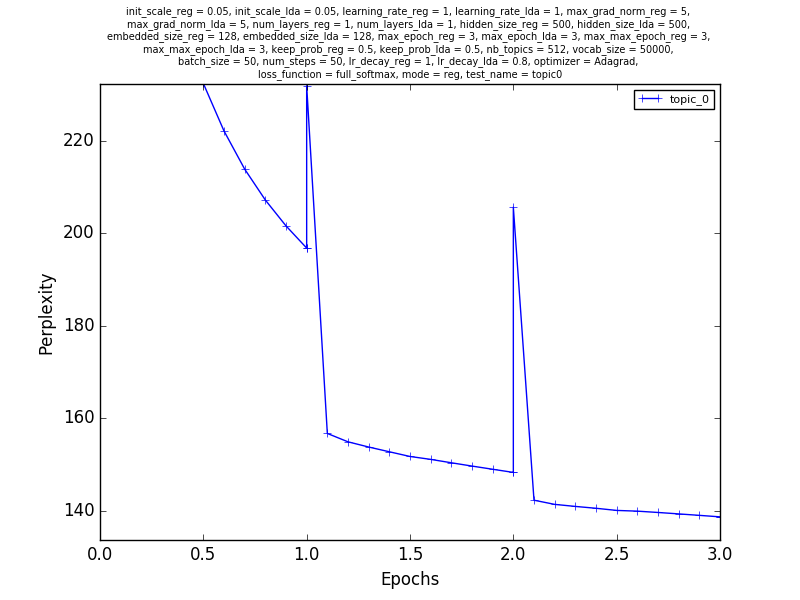 init_scale_reg = 0.05, init_scale_lda = 0.05, learning_rate_reg = 1, learning_rate_lda = 1, max_grad_norm_reg = 5,
max_grad_norm_lda = 5, num_layers_reg = 1, num_layers_lda = 1, hidden_size_reg = 500, hidden_size_lda = 500,
embedded_size_reg = 128, embedded_size_lda = 128, max_epoch_reg = 3, max_epoch_lda = 3, max_max_epoch_reg = 3,
max_max_epoch_lda = 3, keep_prob_reg = 0.5, keep_prob_lda = 0.5, nb_topics = 512, vocab_size = 50000,
batch_size = 50, num_steps = 50, lr_decay_reg = 1, lr_decay_lda = 0.8, optimizer = Adagrad,
loss_function = full_softmax, mode = reg, test_name = topic0
topic_0
220
200
180
160
140
Perplexity
0.0 0.5 1.0 1.5 2.0 2.5 3.0
Epochs